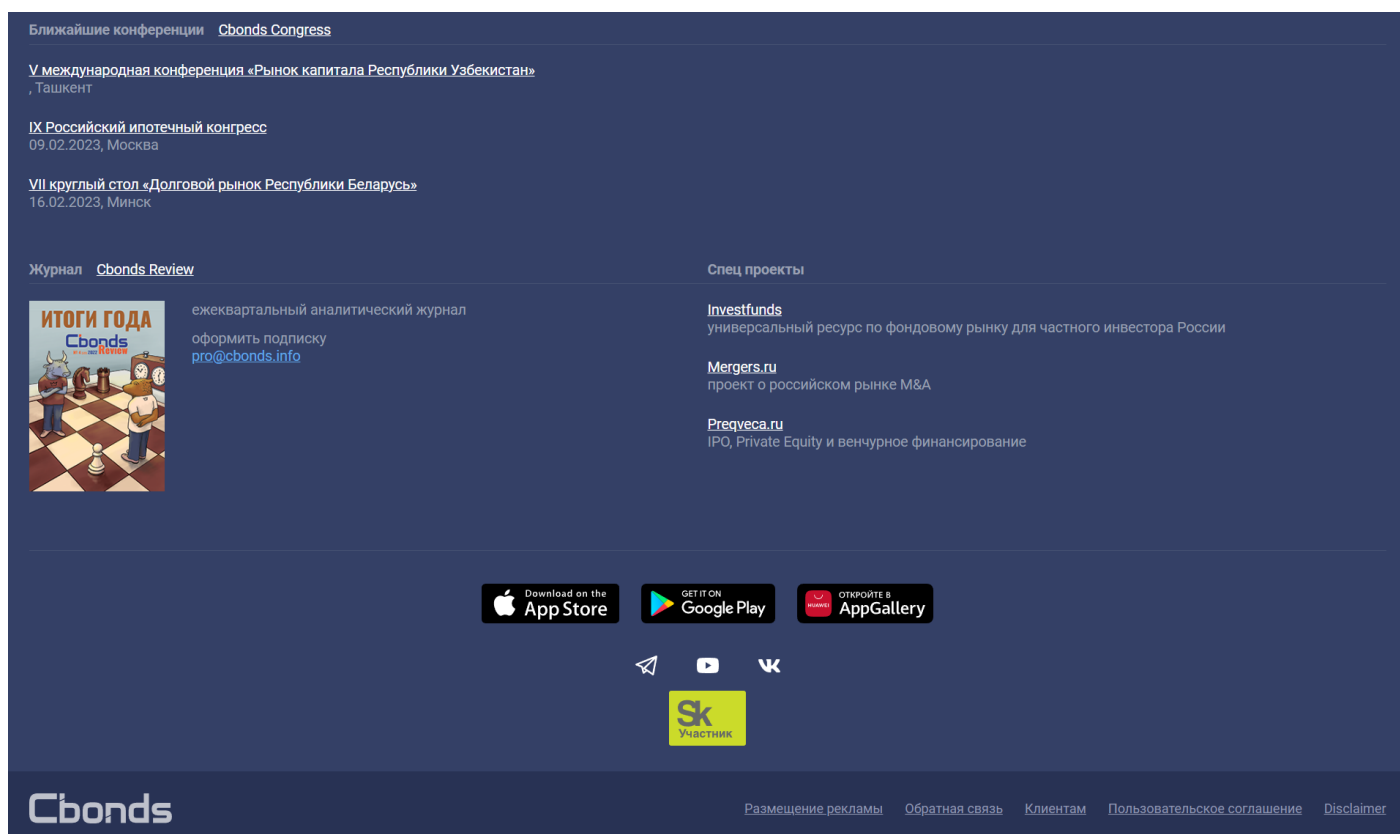 Ближайшие конференции Cbonds Congress
V международная конференция «Рынок капитала Республики Узбекистан»
, Ташкент
IX Российский ипотечный конгресс
09.02.2023, Москва
VII круглый стол «Долговой рынок Республики Беларусь»
16.02.2023, Минск
Журнал Cbonds Review
ИТОГИ ГОДА
Cbonds
Review
ежеквартальный аналитический журнал
оформить подписку
pro@cbonds.info
Спец проекты
Investfunds
универсальный ресурс по фондовому рынку для частного инвестора России
Mergers.ru
проект о российском рынке M&A
Preqveca.ru
IPO, Private Equity и венчурное финансирование
Download on the
App Store
GET IT ON
Google Play
HUAWEI
ОТКРОЙТЕ В
AppGallery
Sk
Участник
Cbonds
Размещение рекламы Обратная связь Клиентам Пользовательское соглашение Disclaimer